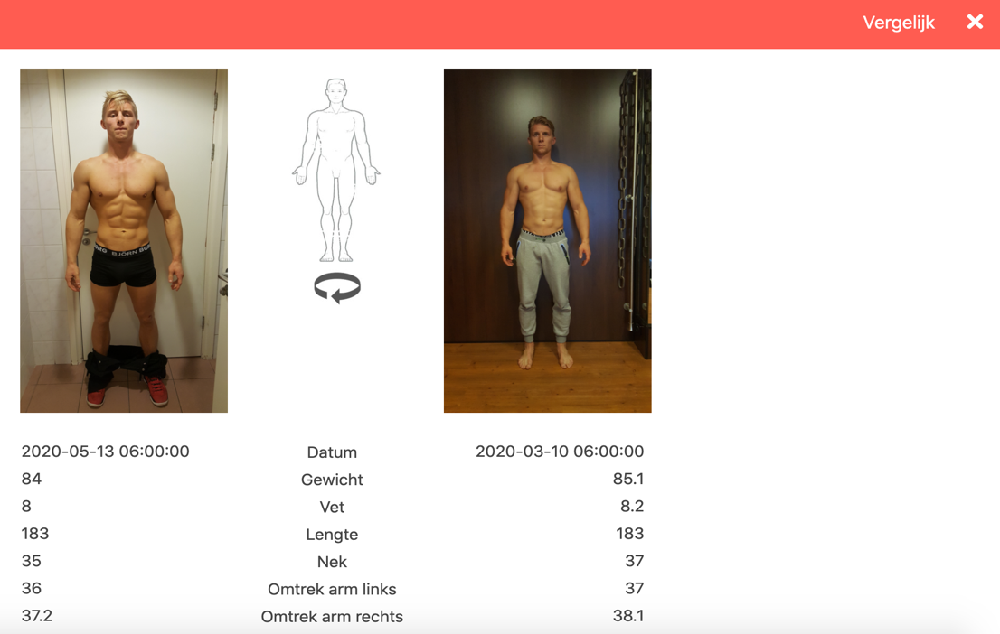 Vergelijk
BJÖRN BO
2020-05-13 06:00:00 Datum 2020-03-10 06:00:00
84 Gewicht 85.1
8 Vet 8.2
183 Lengte 183
35 Nek 37
36 Omtrek arm links 37
37.2 Omtrek arm rechts 38.1